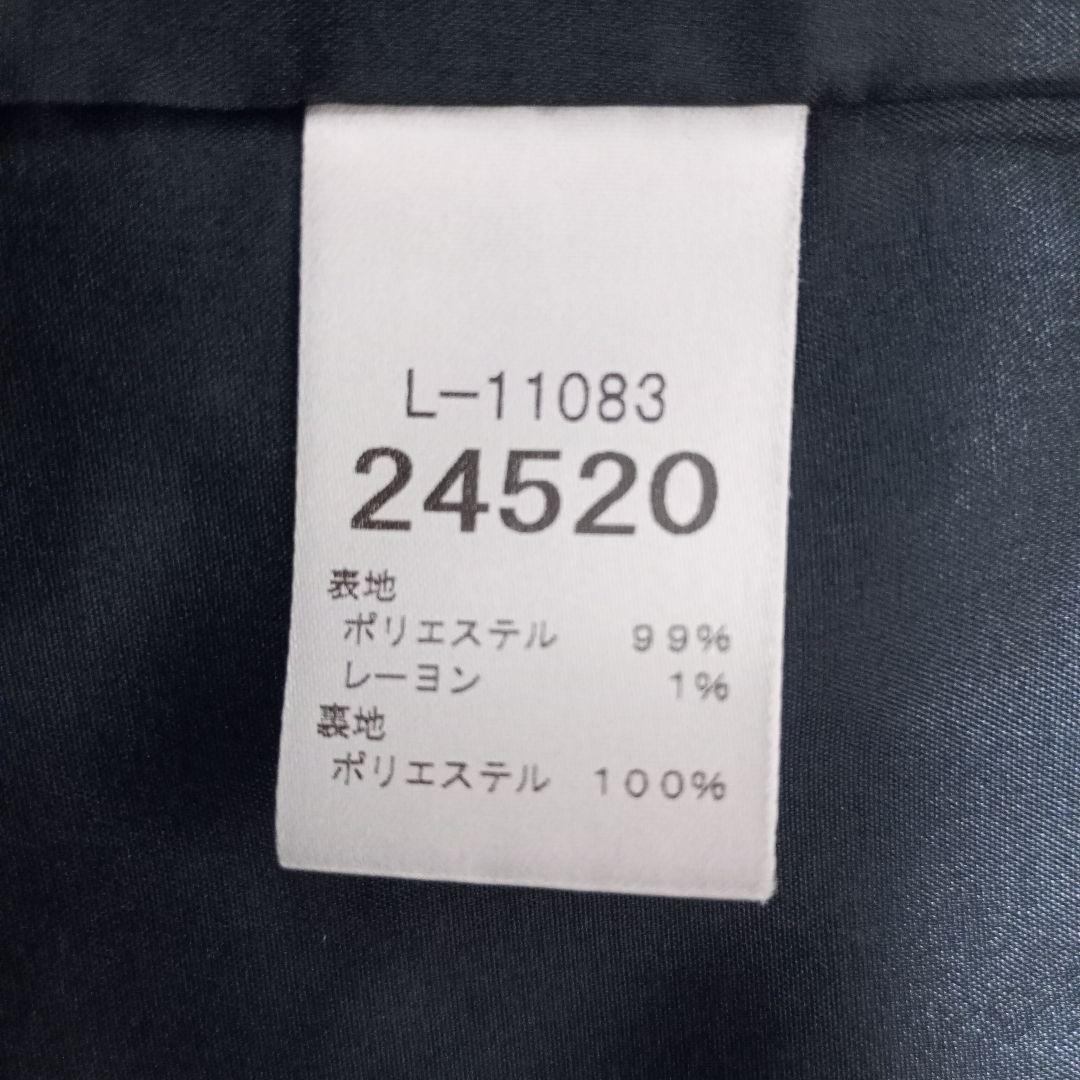 L-11083
24520
表地
ポリエステル 99%
レーヨン 1%
裏地
ポリエステル 100%